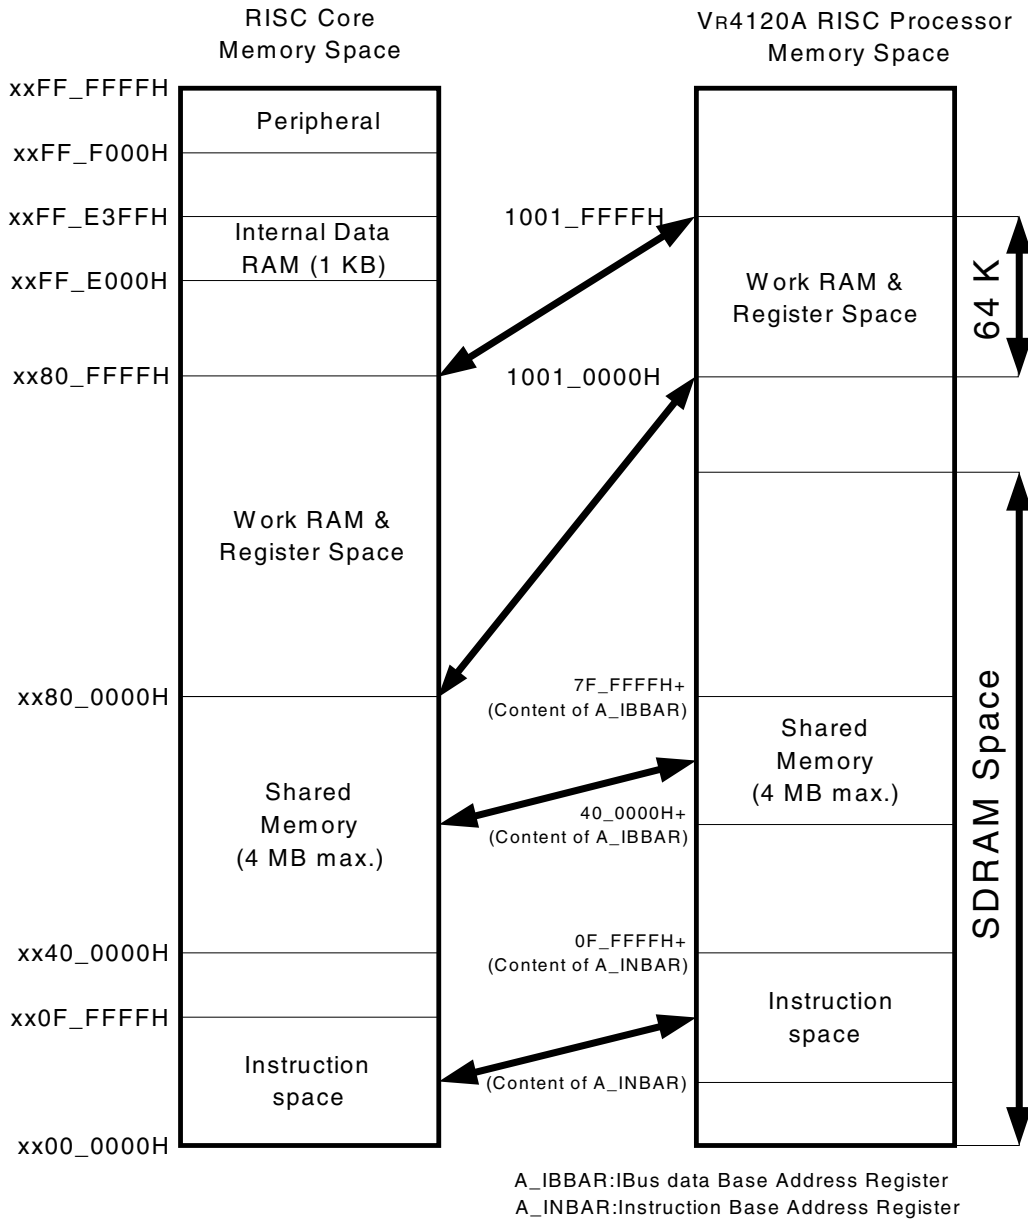 RISC Core
Memory Space
VR4120A RISC Processor
Memory Space
xxFF_FFFFH
Peripheral
xxFF_F000H
xxFF_E3FFH
Internal Data
RAM (1 KB)
xxFF_E000H
xx80_FFFFH
Work RAM &
Register Space
xx80_0000H
Shared
Memory
(4 MB max.)
xx40_0000H
xx0F_FFFFH
Instruction
space
xx00_0000H
1001_FFFFH
1001_0000H
7F_FFFFH+
(Content of A_IBBAR)
40_0000H+
(Content of A_IBBAR)
0F_FFFFH+
(Content of A_INBAR)
(Content of A_INBAR)
Work RAM &
Register Space
Shared
Memory
(4 MB max.)
Instruction
space
64 K
SDRAM Space
A_IBBAR:IBus data Base Address Register
A_INBAR:Instruction Base Address Register